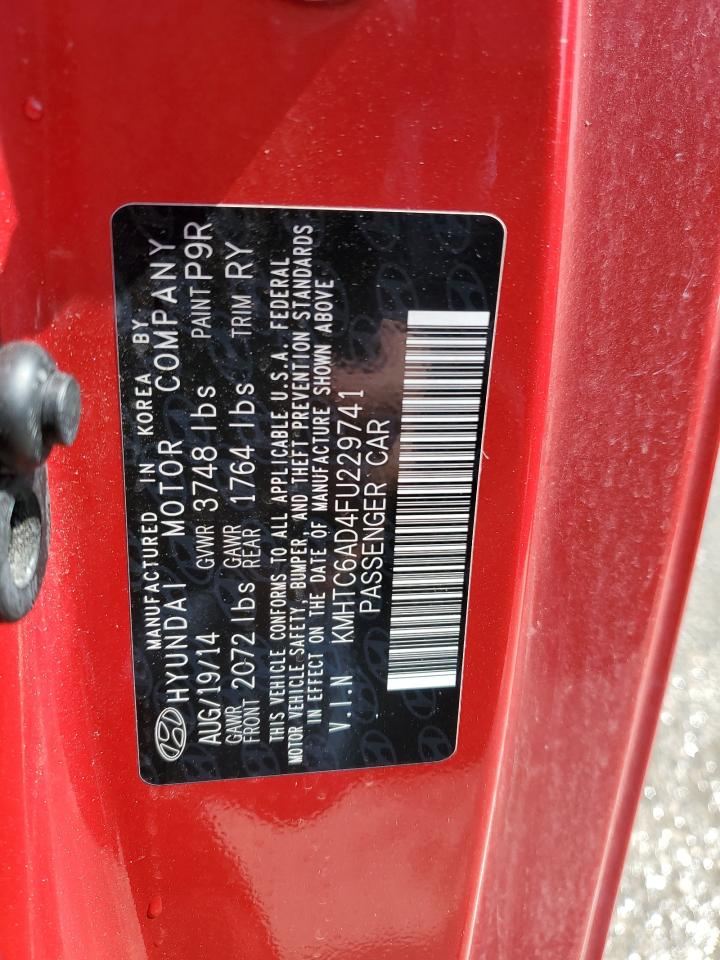 MANUFACTURED IN KOREA BY
HYUNDAI MOTOR COMPANY
AUG/19/14 GVWR 3748 lbs PAINT P9R
GAWR FRONT 2072 lbs GAWR REAR 1764 lbs TRIM RY
THIS VEHICLE CONFORMS TO ALL APPLICABLE U.S.A. FEDERAL
MOTOR VEHICLE SAFETY, BUMPER, AND THEFT PREVENTION STANDARDS
IN EFFECT ON THE DATE OF MANUFACTURE SHOWN ABOVE
V.I.N KMHTC6AD4FU229741
PASSENGER CAR